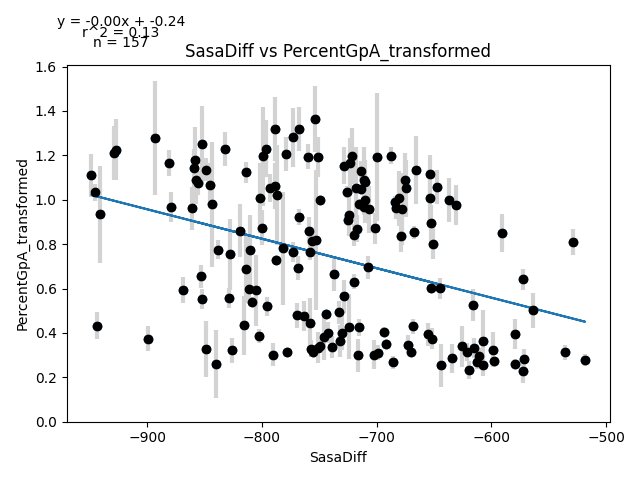 y = -0.00x + -0.24
r^2 = 0.13
n = 157
SasaDiff vs PercentGpA_transformed
PercentGpA_transformed
1.6
1.4
1.2
1.0
0.8
0.6
0.4
0.2
0.0
−900 −800 −700 −600 −500
SasaDiff